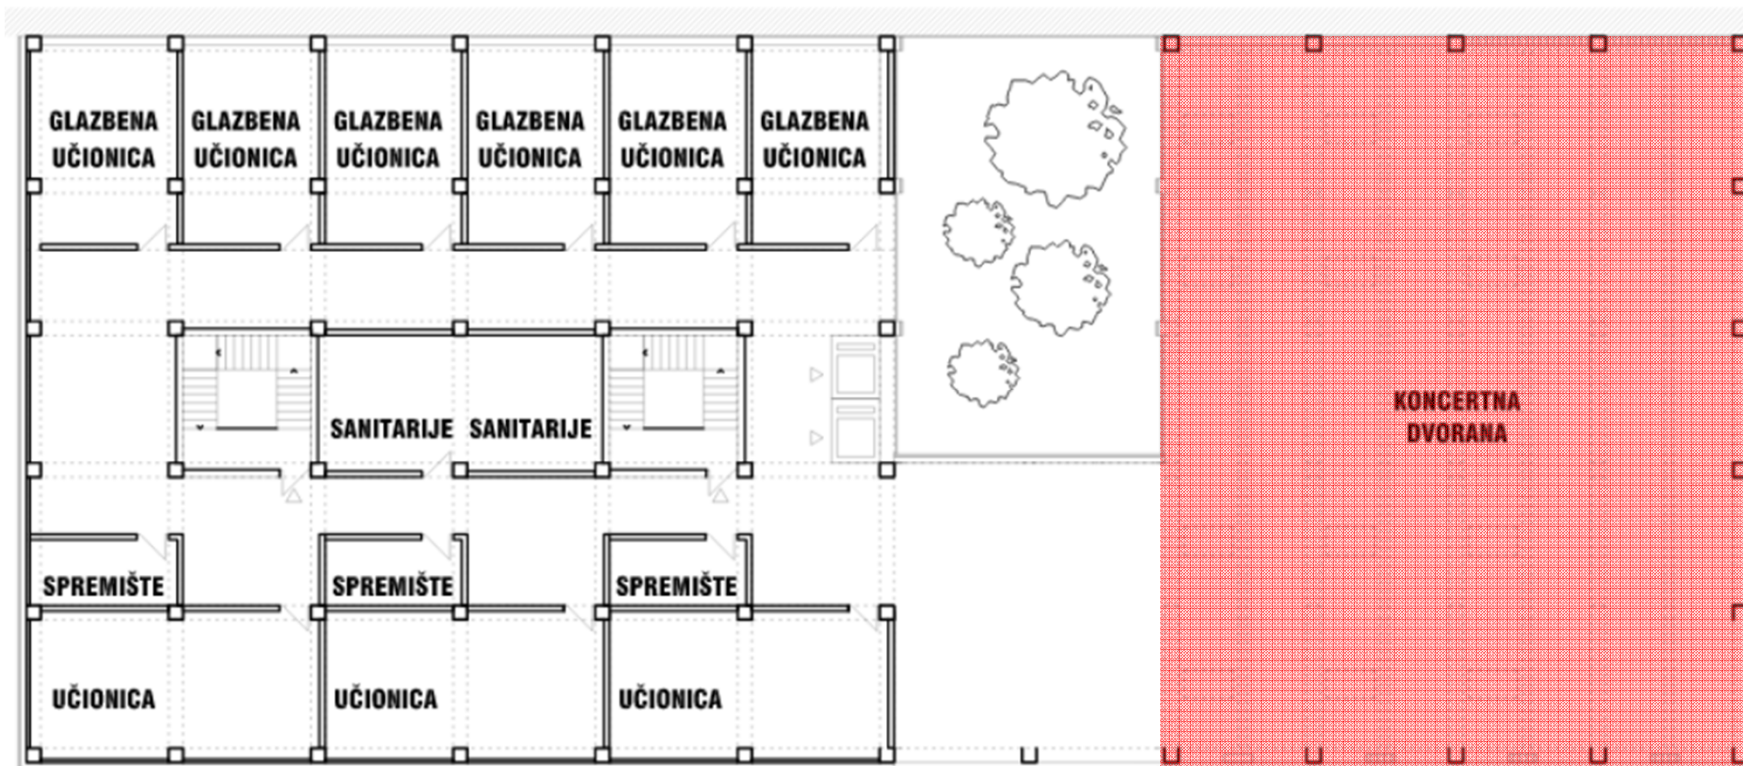 GLAZBENA
UČIONICA
GLAZBENA
UČIONICA
GLAZBENA
UČIONICA
GLAZBENA
UČIONICA
GLAZBENA
UČIONICA
GLAZBENA
UČIONICA
KONCERTNA
DVORANA
SANITARIJE
SANITARIJE
SPREMIŠTE
SPREMIŠTE
SPREMIŠTE
UČIONICA
UČIONICA
UČIONICA